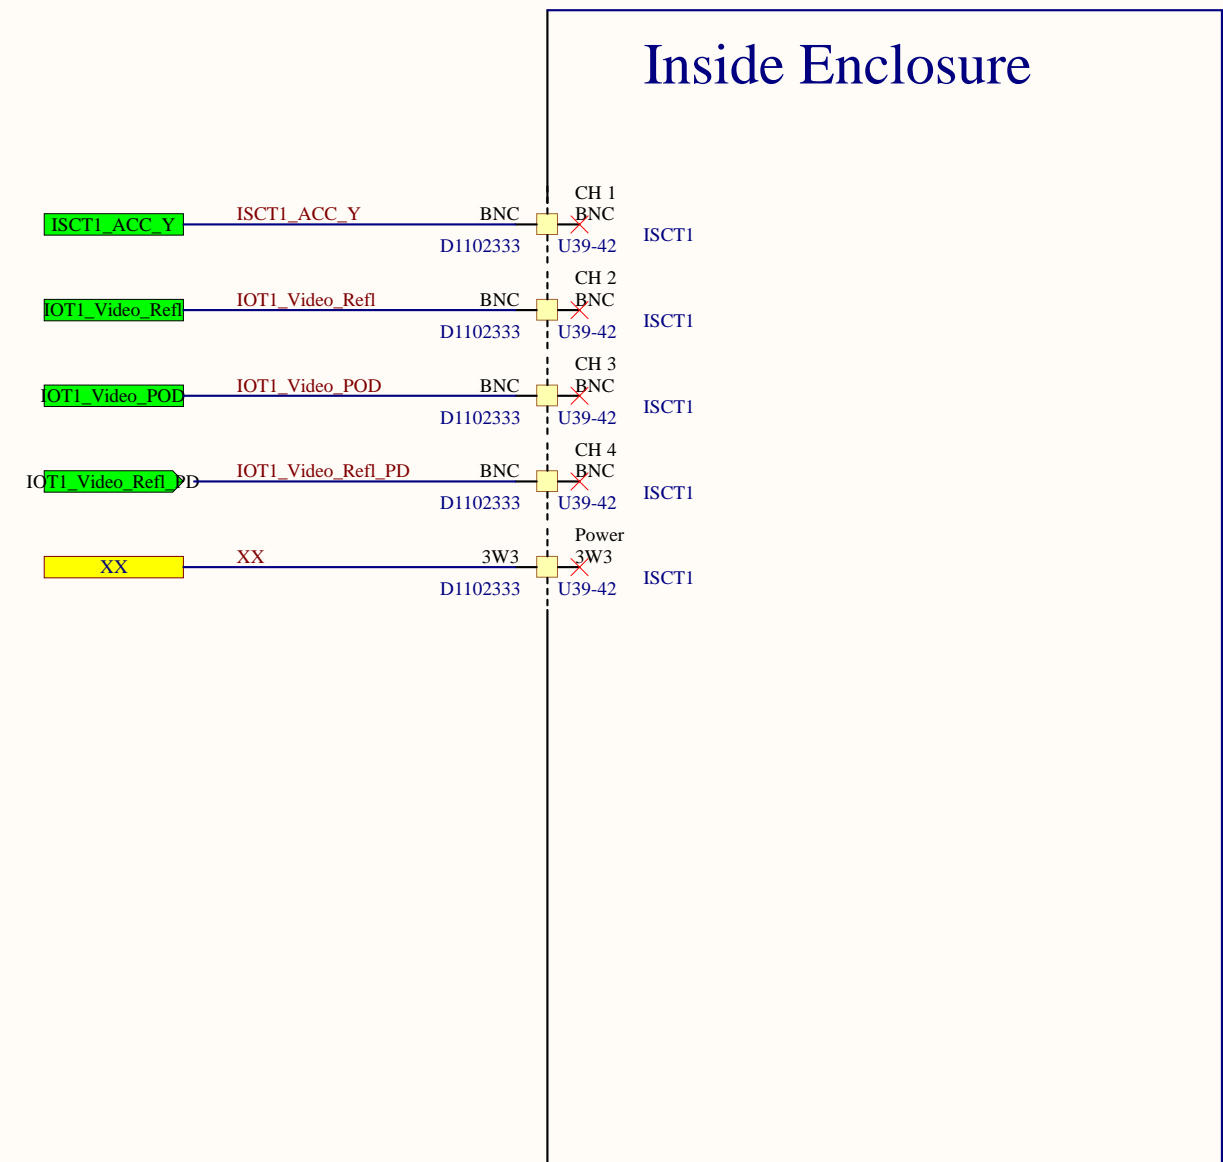 Inside Enclosure
CH 1
ISCT1_ACC_Y ISCT1_ACC_Y BNC BNC
D1102333 U39-42 ISCT1
CH 2
IOT1_Video_Refl IOT1_Video_Refl BNC BNC
D1102333 U39-42 ISCT1
CH 3
IOT1_Video_POD IOT1_Video_POD BNC BNC
D1102333 U39-42 ISCT1
CH 4
IOT1_Video_Refl_PD IOT1_Video_Refl_PD BNC BNC
D1102333 U39-42 ISCT1
Power
XX XX 3W3 3W3
D1102333 U39-42 ISCT1